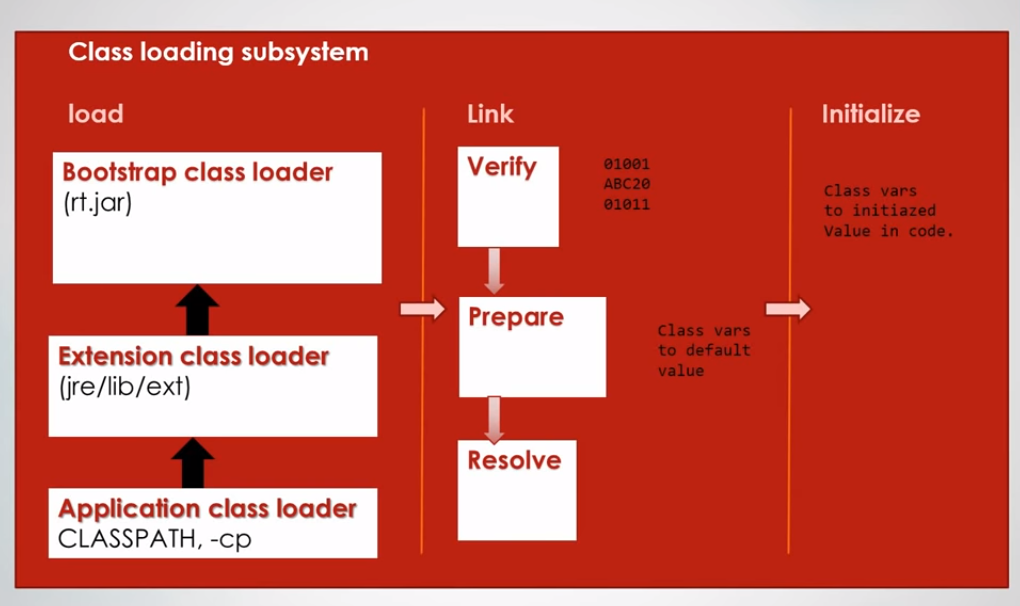 Class loading subsystem
load
Bootstrap class loader
(rt.jar)
Extension class loader
(jre/lib/ext)
Application class loader
CLASSPATH, -cp
Link
Verify
01001
ABC20
01011
Prepare
Class vars
to default
value
Resolve
Initialize
Class vars
to initiazed
Value in code.